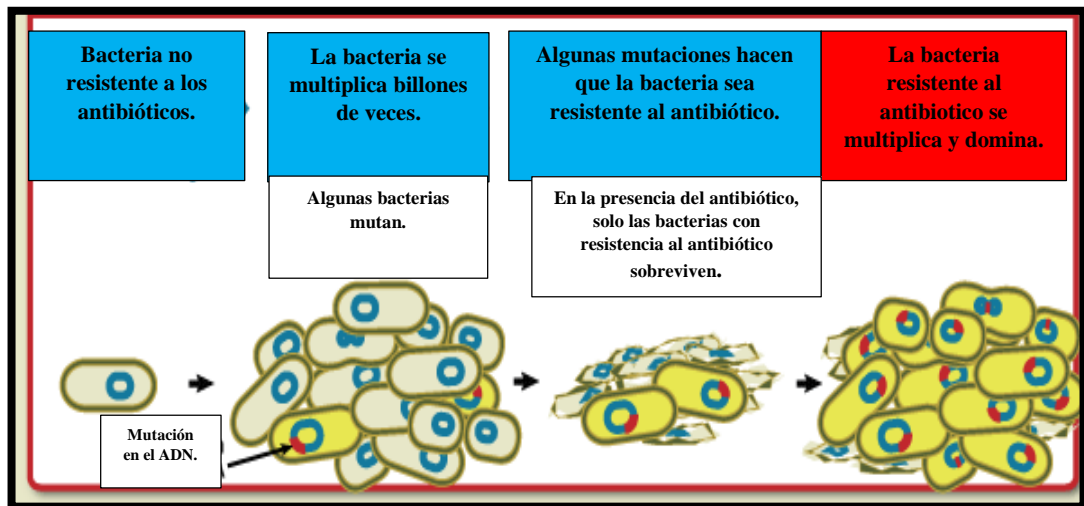 Bacteria no
resistente a los
antibióticos.
La bacteria se
multiplica billones
de veces.
Algunas mutaciones hacen
que la bacteria sea
resistente al antibiótico.
La bacteria
resistente al
antibiotico se
multiplica y domina.
Algunas bacterias
mutan.
En la presencia del antibiótico,
solo las bacterias con
resistencia al antibiótico
sobreviven.
Mutación
en el ADN.